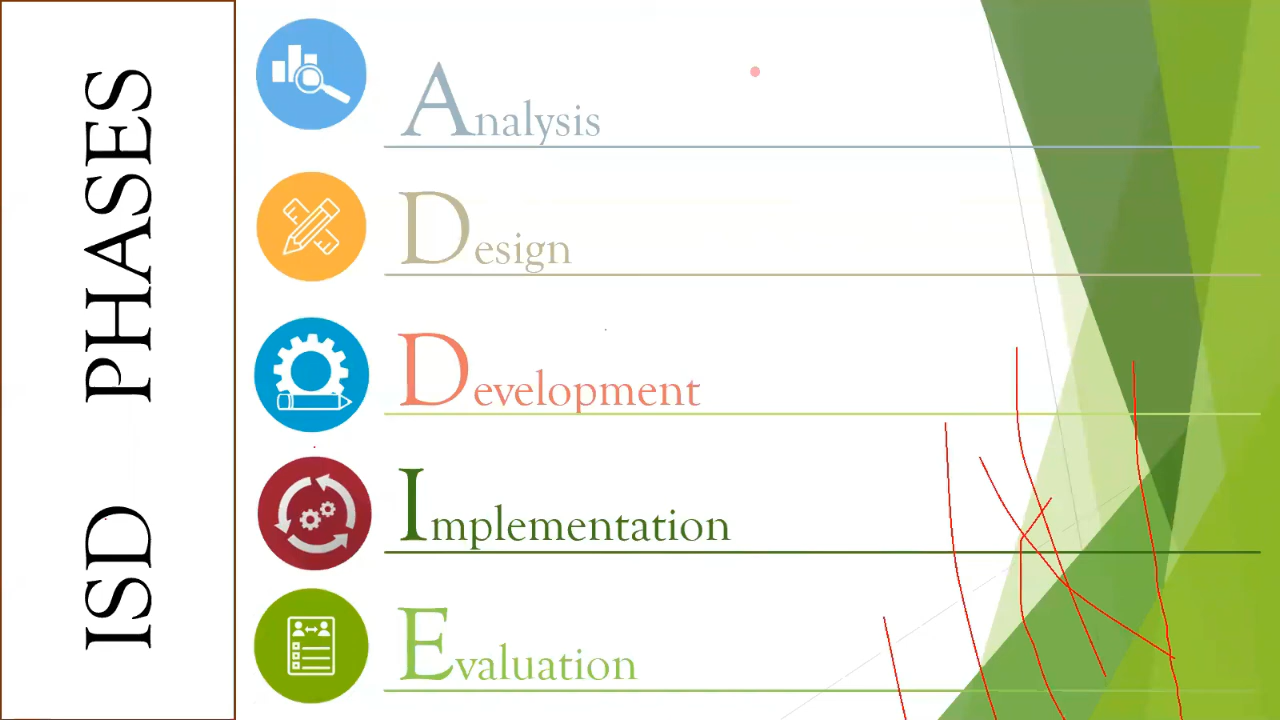 ISD PHASES
Analysis
Design
Development
Implementation
Evaluation